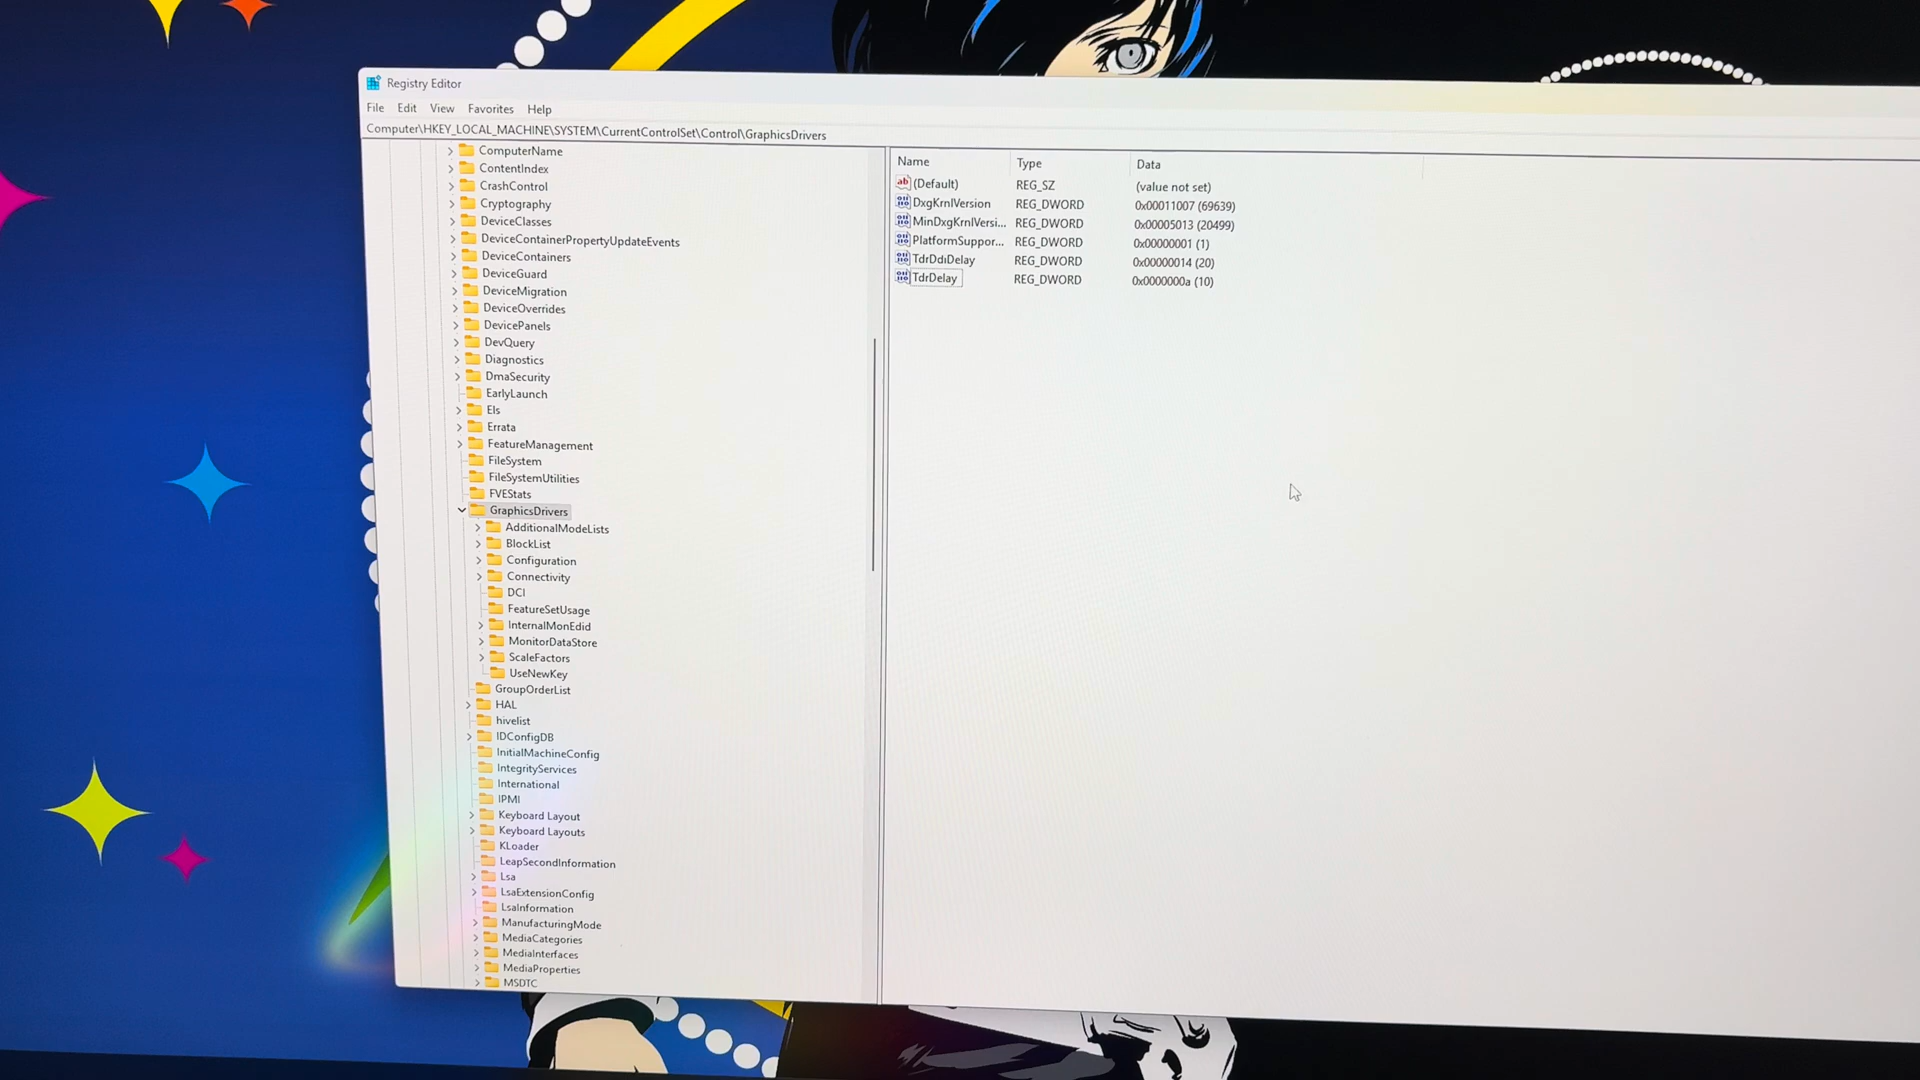 Registry Editor
File Edit View Favorites Help
Computer\HKEY_LOCAL_MACHINE\SYSTEM\CurrentControlSet\Control\GraphicsDrivers
ComputerName
ContentIndex
CrashControl
Cryptography
DeviceClasses
DeviceContainerPropertyUpdateEvents
DeviceContainers
DeviceGuard
DeviceMigration
DeviceOverrides
DevicePanels
DevQuery
Diagnostics
DmaSecurity
EarlyLaunch
Els
Errata
FeatureManagement
FileSystem
FileSystemUtilities
FVEStats
GraphicsDrivers
AdditionalModeLists
BlockList
Configuration
Connectivity
DCI
FeatureSetUsage
InternalMonEdid
MonitorDataStore
ScaleFactors
UseNewKey
GroupOrderList
HAL
hivelist
IDConfigDB
InitialMachineConfig
IntegrityServices
International
IPMI
Keyboard Layout
Keyboard Layouts
KLoader
LeapSecondInformation
Lsa
LsaExtensionConfig
LsaInformation
ManufacturingMode
MediaCategories
MediaInterfaces
MediaProperties
MSDTC
Name Type Data
(Default) REG_SZ (value not set)
DxgKrnlVersion REG_DWORD 0x00011007 (69639)
MinDxgKrnlVersi... REG_DWORD 0x00005013 (20499)
PlatformSuppor... REG_DWORD 0x00000001 (1)
TdrDdiDelay REG_DWORD 0x00000014 (20)
TdrDelay REG_DWORD 0x0000000a (10)